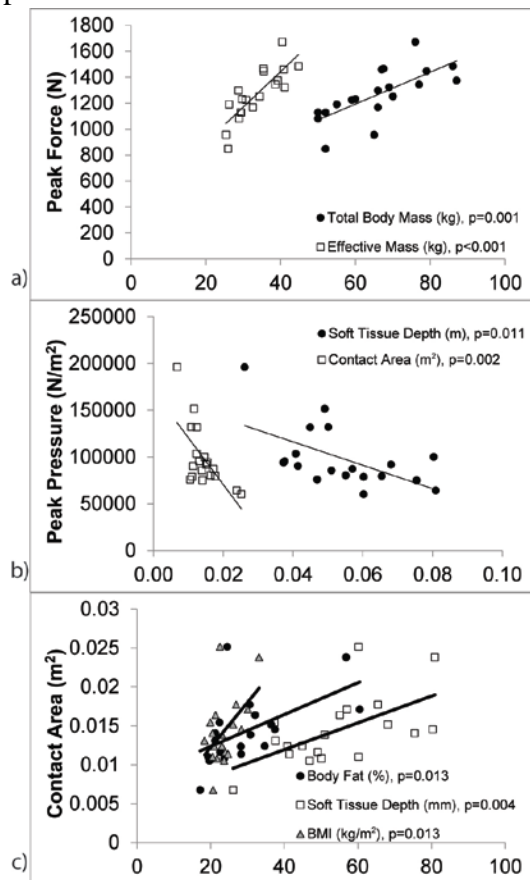 1800
1600
1400
1200
1000
800
600
400
200
0
Peak Force (N)
Total Body Mass (kg), p=0.001
Effective Mass (kg), p<0.001
0 20 40 60 80 100
a)
250000
200000
150000
100000
50000
0
Peak Pressure (N/m²)
Soft Tissue Depth (m), p=0.011
Contact Area (m²), p=0.002
0.00 0.02 0.04 0.06 0.08 0.10
b)
0.03
0.025
0.02
0.015
0.01
0.005
0
Contact Area (m²)
Body Fat (%), p=0.013
Soft Tissue Depth (mm), p=0.004
BMI (kg/m²), p=0.013
0 20 40 60 80 100
c)